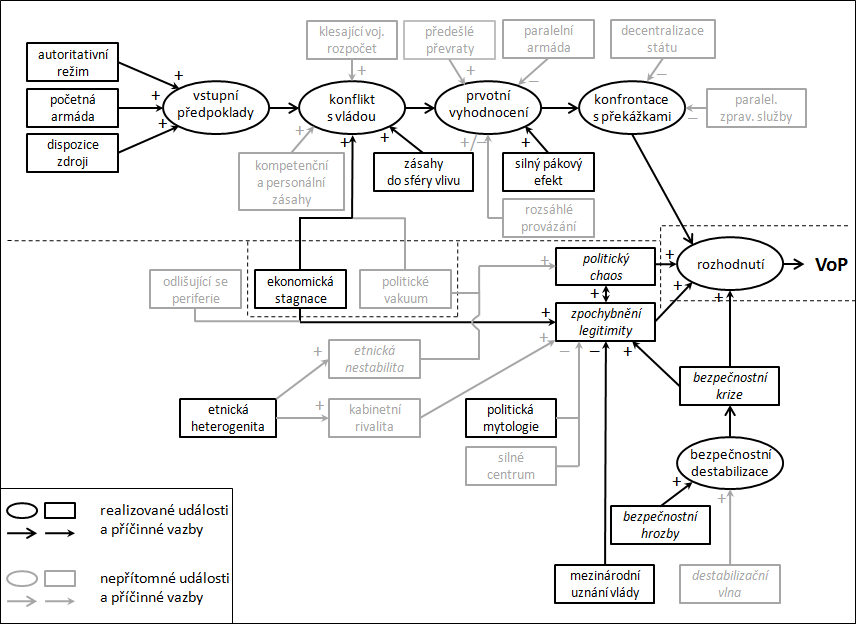 klesající voj.
rozpočet
předešlé
převraty
paralelní
armáda
decentralizace
státu
autoritativní
režim
+
+
–
–
+
vstupní
předpoklady
konflikt
s vládou
prvotní
vyhodnocení
konfrontace
s překážkami
početná
armáda
+
paralel.
zprav. služby
–
dispozice
zdroji
+
+
+
+
+
–
+
kompetenční
a personální
zásahy
zásahy
do sféry vlivu
silný pákový
efekt
rozsáhlé
provázání
politický
chaos
+
+
rozhodnutí
VoP
odlišující se
periferie
ekonomická
stagnace
politické
vakuum
+
+
+
+
zpochybnění
legitimity
+
–
–
+
etnická
nestabilita
+
bezpečnostní
krize
etnická
heterogenita
+
kabinetní
rivalita
politická
mytologie
silné
centrum
bezpečnostní
destabilizace
+
+
bezpečnostní
hrozby
realizované události
a příčinné vazby
nepřítomné události
a příčinné vazby
mezinárodní
uznání vlády
destabilizační
vlna